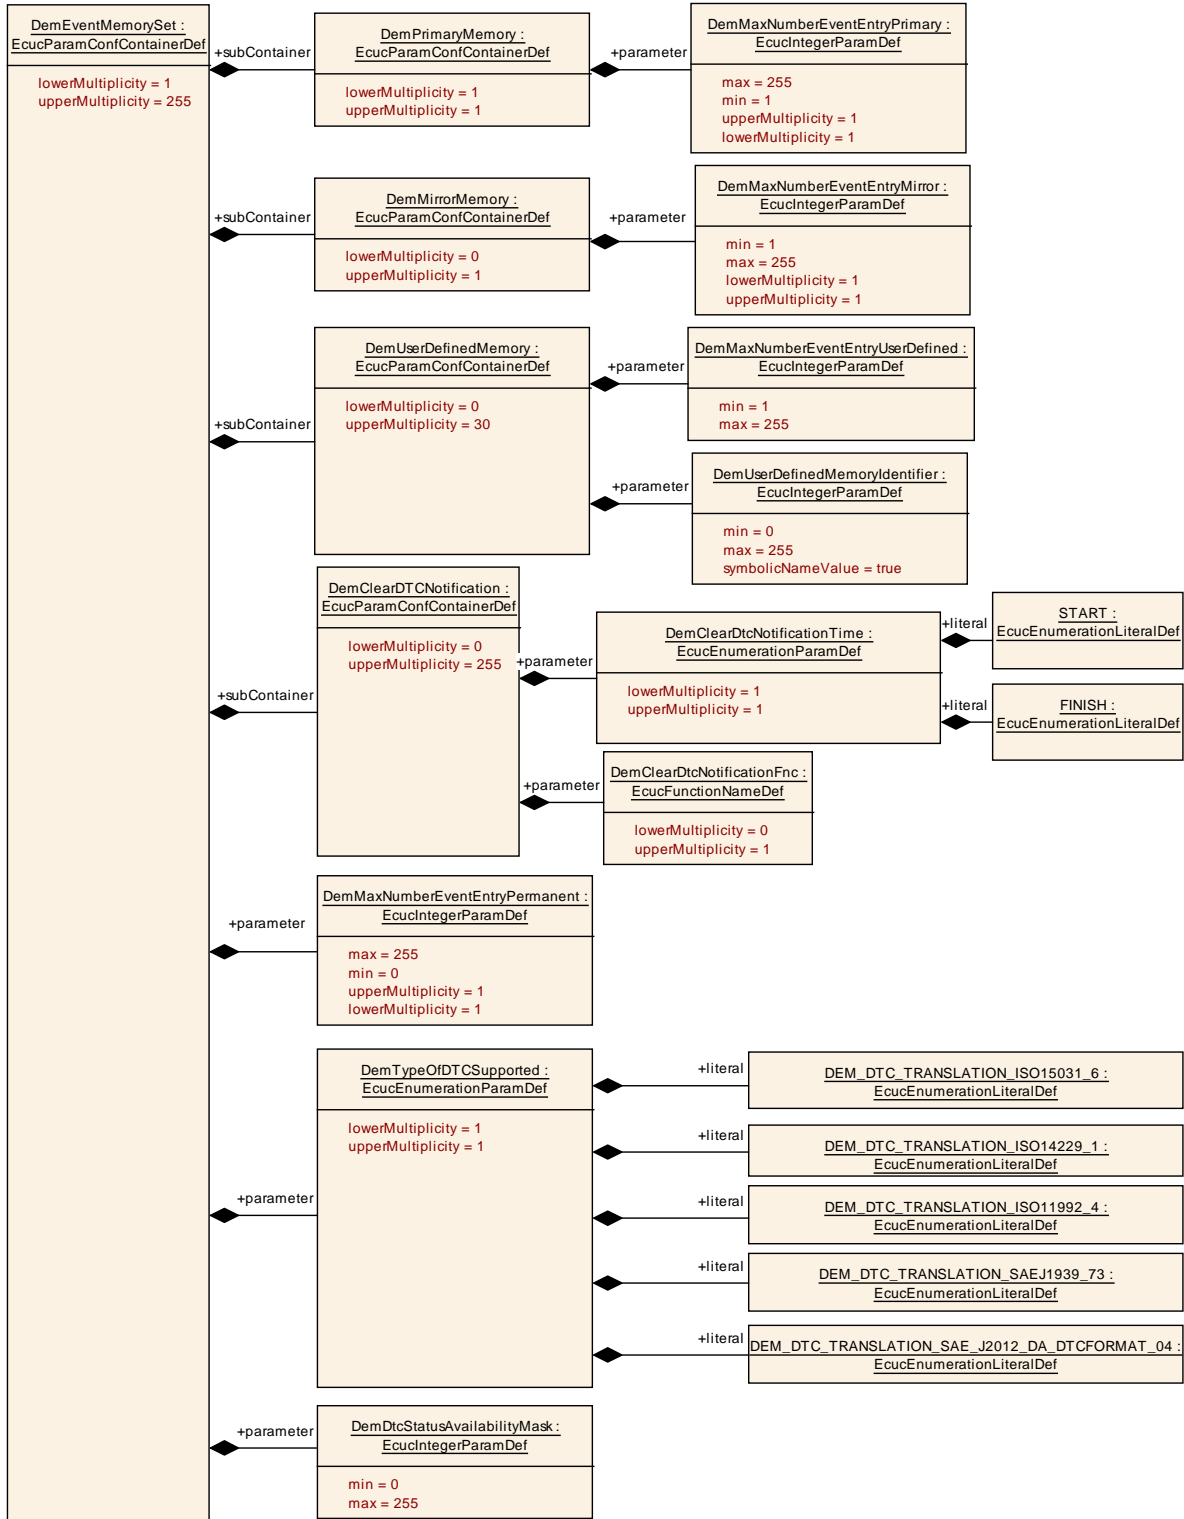 DemEventMemorySet :
EcucParamConfContainerDef
lowerMultiplicity = 1
upperMultiplicity = 255
+subContainer
DemPrimaryMemory :
EcucParamConfContainerDef
lowerMultiplicity = 1
upperMultiplicity = 1
+parameter
DemMaxNumberEventEntryPrimary :
EcucIntegerParamDef
max = 255
min = 1
upperMultiplicity = 1
lowerMultiplicity = 1
+subContainer
DemMirrorMemory :
EcucParamConfContainerDef
lowerMultiplicity = 0
upperMultiplicity = 1
+parameter
DemMaxNumberEventEntryMirror :
EcucIntegerParamDef
min = 1
max = 255
lowerMultiplicity = 1
upperMultiplicity = 1
+subContainer
DemUserDefinedMemory :
EcucParamConfContainerDef
lowerMultiplicity = 0
upperMultiplicity = 30
+parameter
DemMaxNumberEventEntryUserDefined :
EcucIntegerParamDef
min = 1
max = 255
+parameter
DemUserDefinedMemoryIdentifier :
EcucIntegerParamDef
min = 0
max = 255
symbolicNameValue = true
+subContainer
DemClearDTCNotification :
EcucParamConfContainerDef
lowerMultiplicity = 0
upperMultiplicity = 255
+parameter
DemClearDtcNotificationTime :
EcucEnumerationParamDef
lowerMultiplicity = 1
upperMultiplicity = 1
+literal
START :
EcucEnumerationLiteralDef
+literal
FINISH :
EcucEnumerationLiteralDef
+parameter
DemClearDtcNotificationFnc :
EcucFunctionNameDef
lowerMultiplicity = 0
upperMultiplicity = 1
+parameter
DemMaxNumberEventEntryPermanent :
EcucIntegerParamDef
max = 255
min = 0
upperMultiplicity = 1
lowerMultiplicity = 1
+parameter
DemTypeOfDTCSupported :
EcucEnumerationParamDef
lowerMultiplicity = 1
upperMultiplicity = 1
+literal
DEM_DTC_TRANSLATION_ISO15031_6 :
EcucEnumerationLiteralDef
+literal
DEM_DTC_TRANSLATION_ISO14229_1 :
EcucEnumerationLiteralDef
+literal
DEM_DTC_TRANSLATION_ISO11992_4 :
EcucEnumerationLiteralDef
+literal
DEM_DTC_TRANSLATION_SAEJ1939_73 :
EcucEnumerationLiteralDef
+literal
DEM_DTC_TRANSLATION_SAE_J2012_DA_DTCFORMAT_04 :
EcucEnumerationLiteralDef
+parameter
DemDtcStatusAvailabilityMask :
EcucIntegerParamDef
min = 0
max = 255